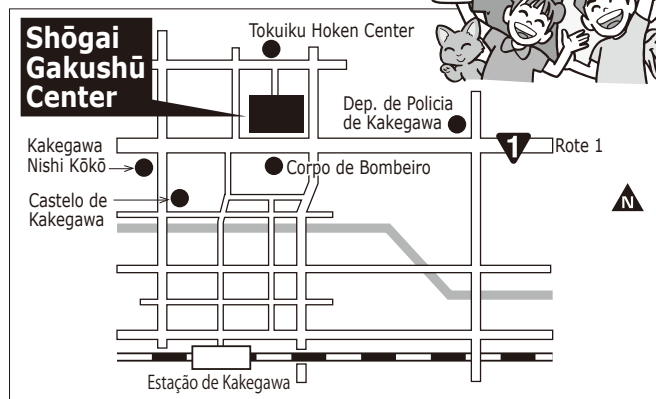 Shōgai
Gakushū
Center
Tokuiku Hoken Center
Dep. de Policia
de Kakegawa
1
Rote 1
Kakegawa
Nishi Kōkō
Corpo de Bombeiro
Castelo de
Kakegawa
N
Estação de Kakegawa